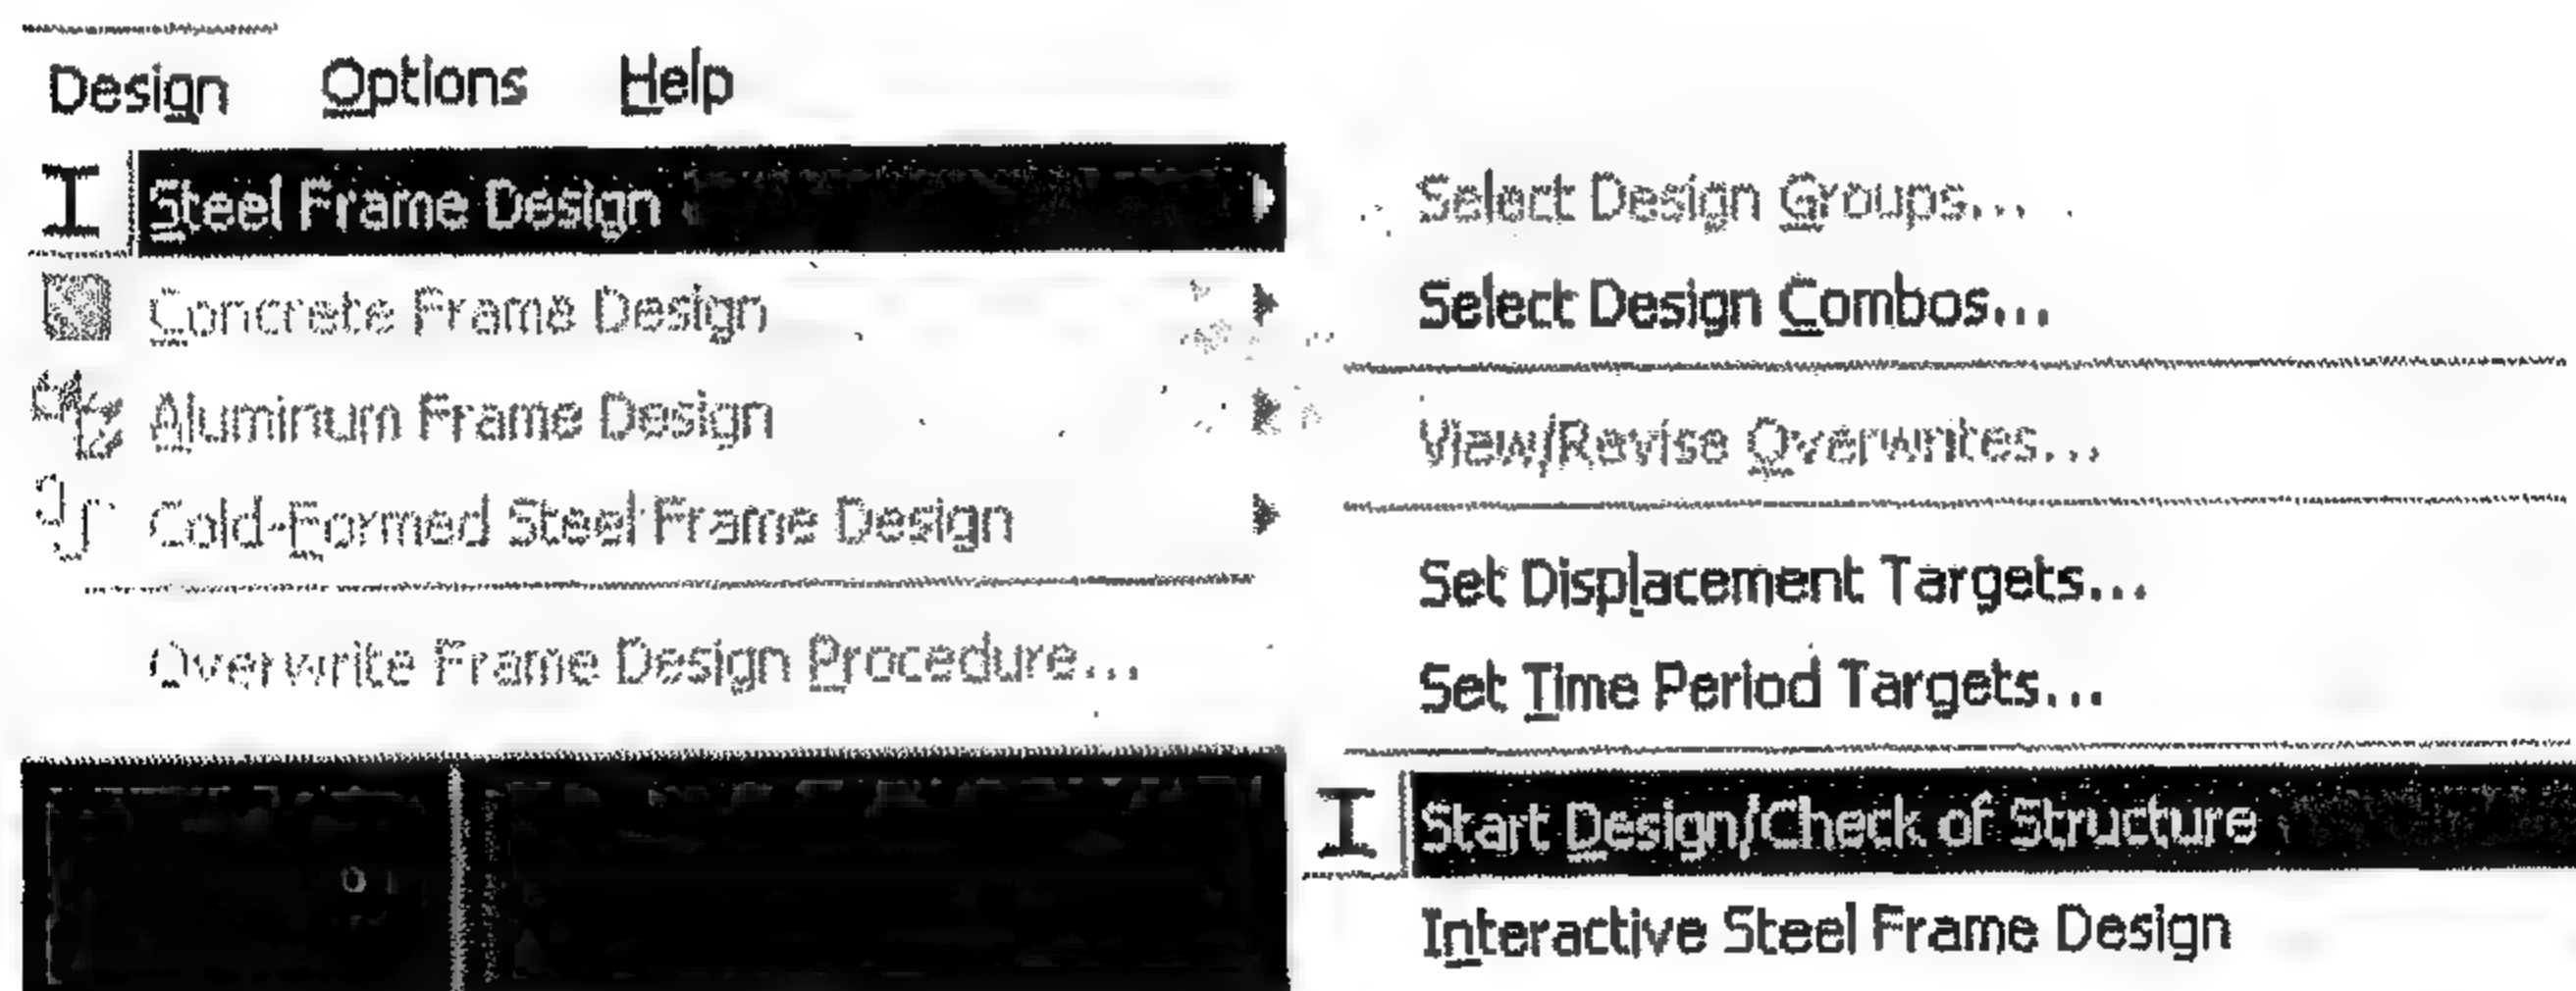 Design Options Help
Steel Frame Design
Concrete Frame Design
Aluminum Frame Design
Cold-Formed Steel Frame Design
Overwrite Frame Design Procedure...
Select Design Groups...
Select Design Combos...
View/Revise Overwrites...
Set Displacement Targets...
Set Time Period Targets...
Start Design/Check of Structure
Interactive Steel Frame Design